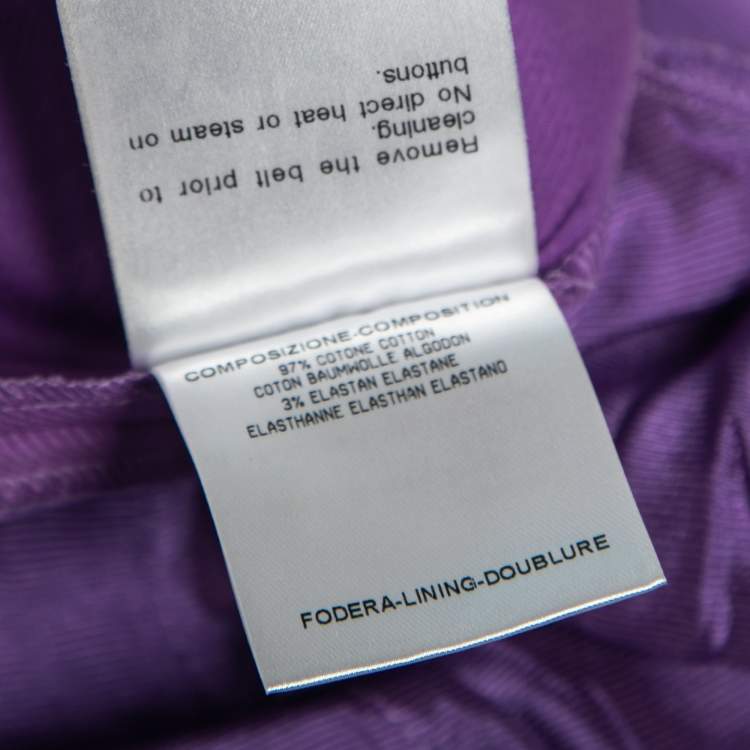 Remove the belt prior to
cleaning.
No direct heat or steam on
buttons.
COMPOSIZIONE-COMPOSITION
97% COTONE COTTON
COTON BAUMWOLLE ALGODON
3% ELASTAN ELASTANE
ELASTHANNE ELASTHAN ELASTANO
FODERA-LINING-DOUBLURE